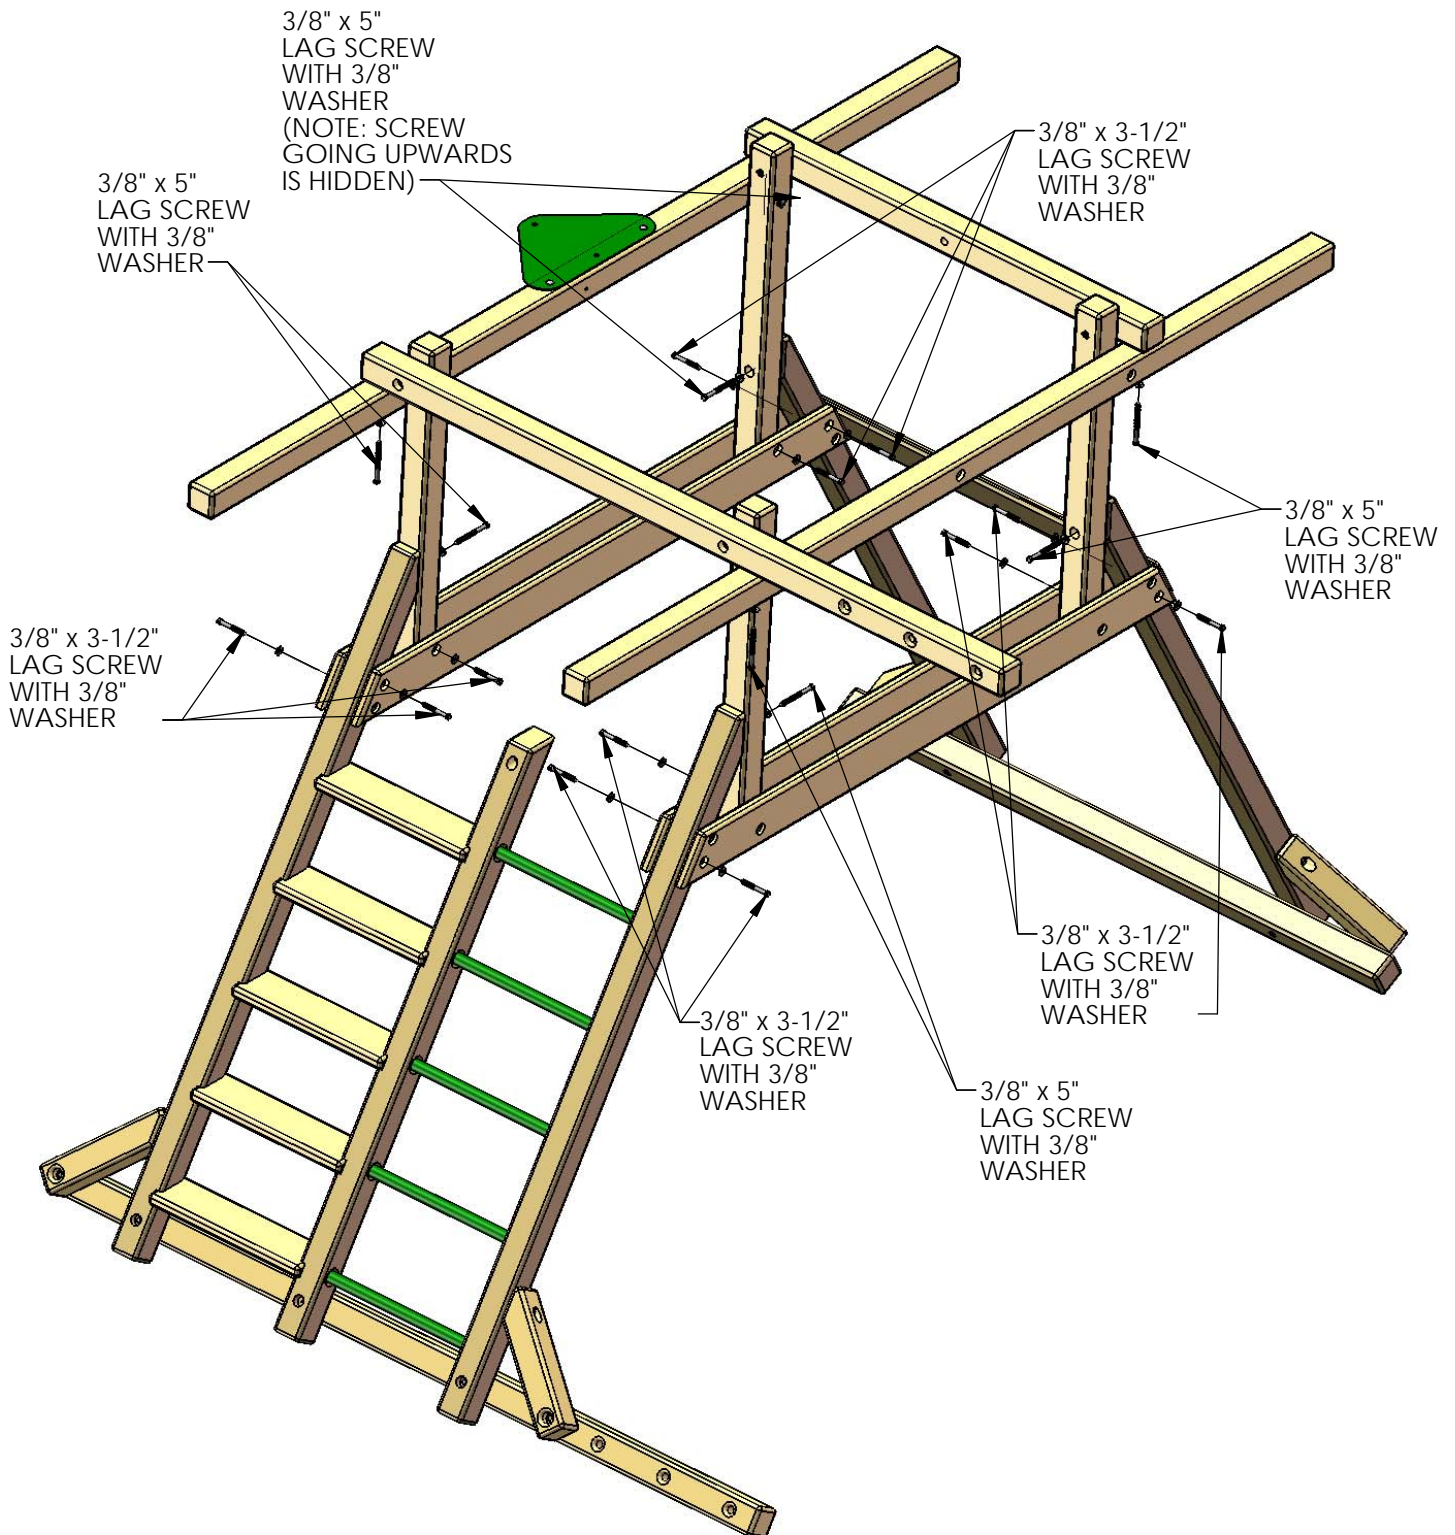 3/8" x 5"
LAG SCREW
WITH 3/8"
WASHER
(NOTE: SCREW
GOING UPWARDS
IS HIDDEN)
3/8" x 3-1/2"
LAG SCREW
WITH 3/8"
WASHER
3/8" x 5"
LAG SCREW
WITH 3/8"
WASHER
3/8" x 5"
LAG SCREW
WITH 3/8"
WASHER
3/8" x 3-1/2"
LAG SCREW
WITH 3/8"
WASHER
3/8" x 3-1/2"
LAG SCREW
WITH 3/8"
WASHER
3/8" x 3-1/2"
LAG SCREW
WITH 3/8"
WASHER
3/8" x 5"
LAG SCREW
WITH 3/8"
WASHER